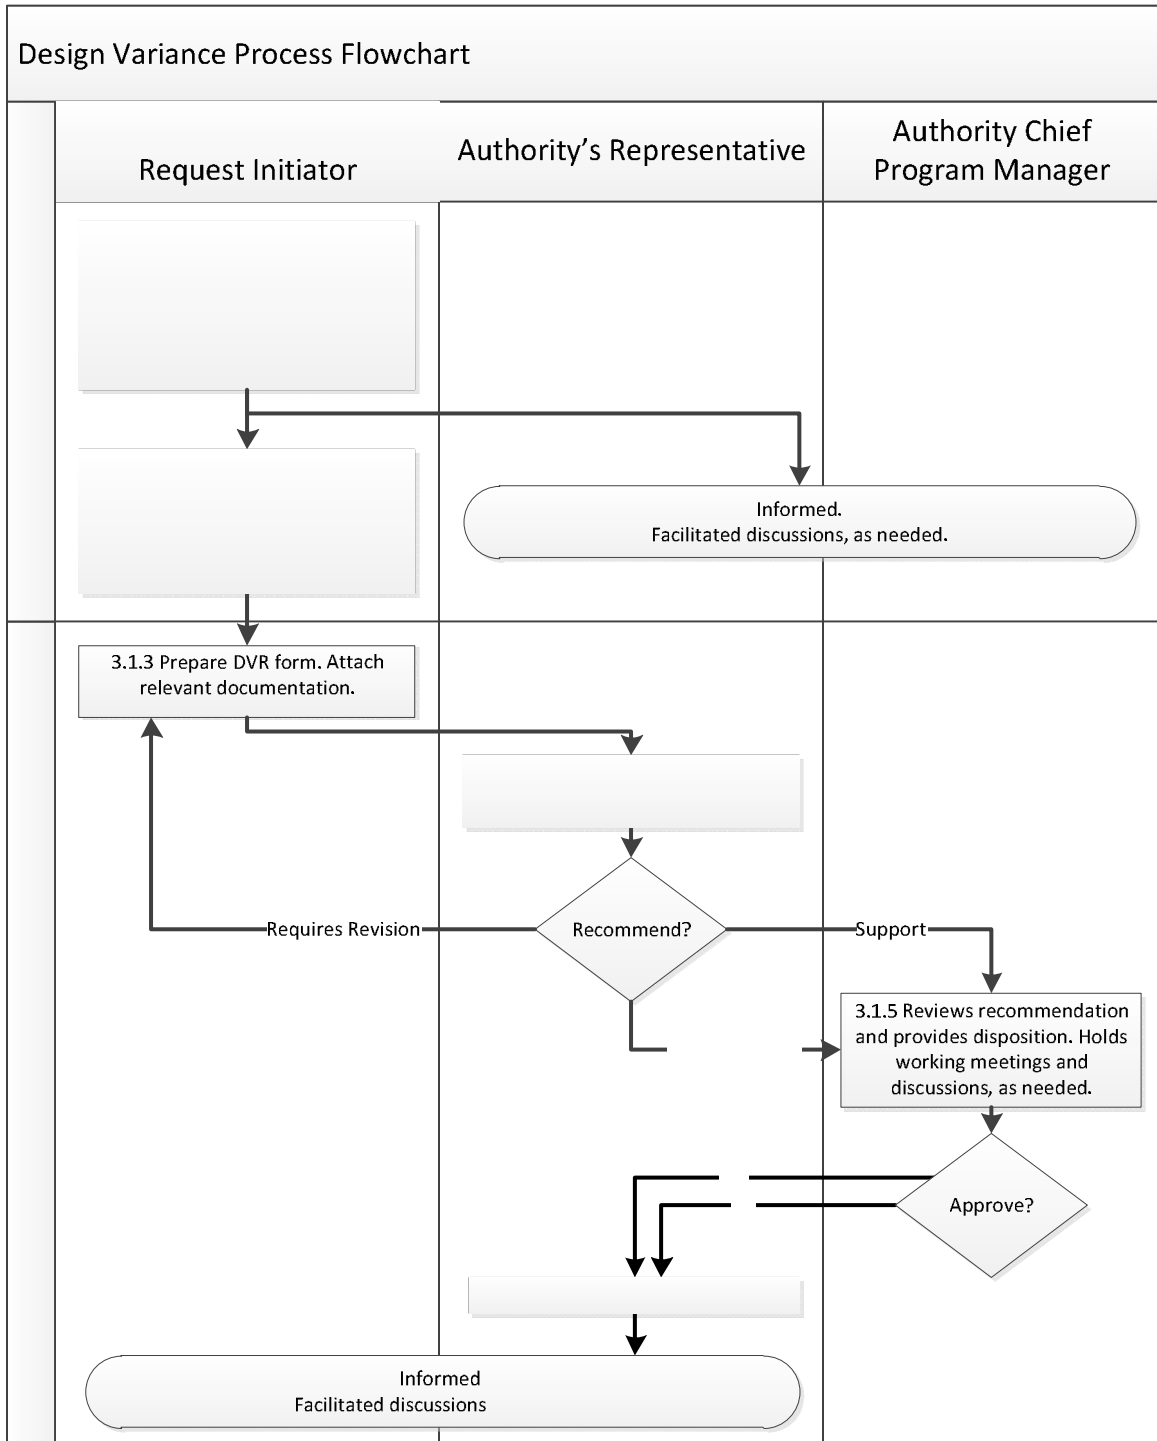 Design Variance Process Flowchart
Request Initiator
Authority's Representative
Authority Chief
Program Manager
Informed.
Facilitated discussions, as needed.
3.1.3 Prepare DVR form. Attach
relevant documentation.
Requires Revision
Recommend?
Support
3.1.5 Reviews recommendation
and provides disposition. Holds
working meetings and
discussions, as needed.
Approve?
Informed
Facilitated discussions